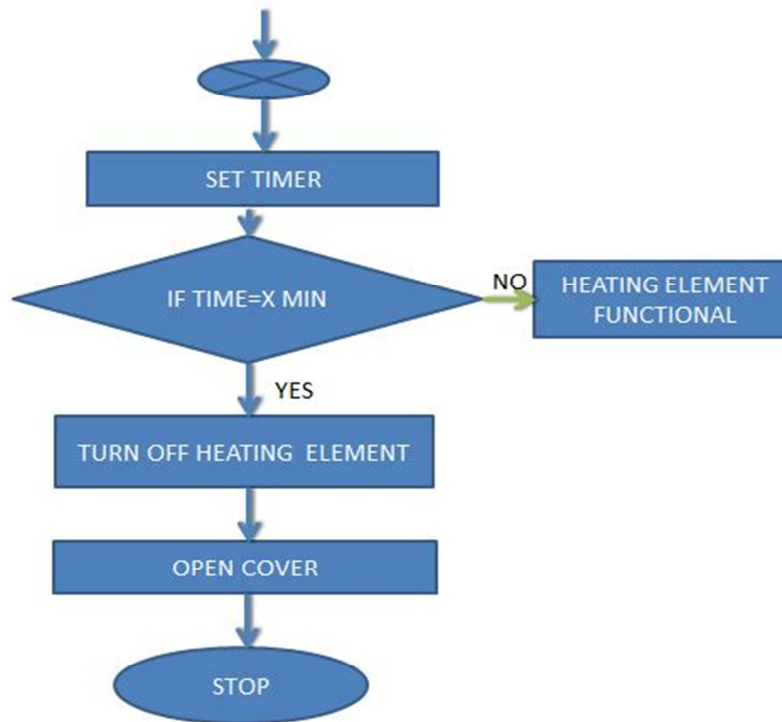 SET TIMER
IF TIME=X MIN
NO
HEATING ELEMENT
FUNCTIONAL
YES
TURN OFF HEATING ELEMENT
OPEN COVER
STOP